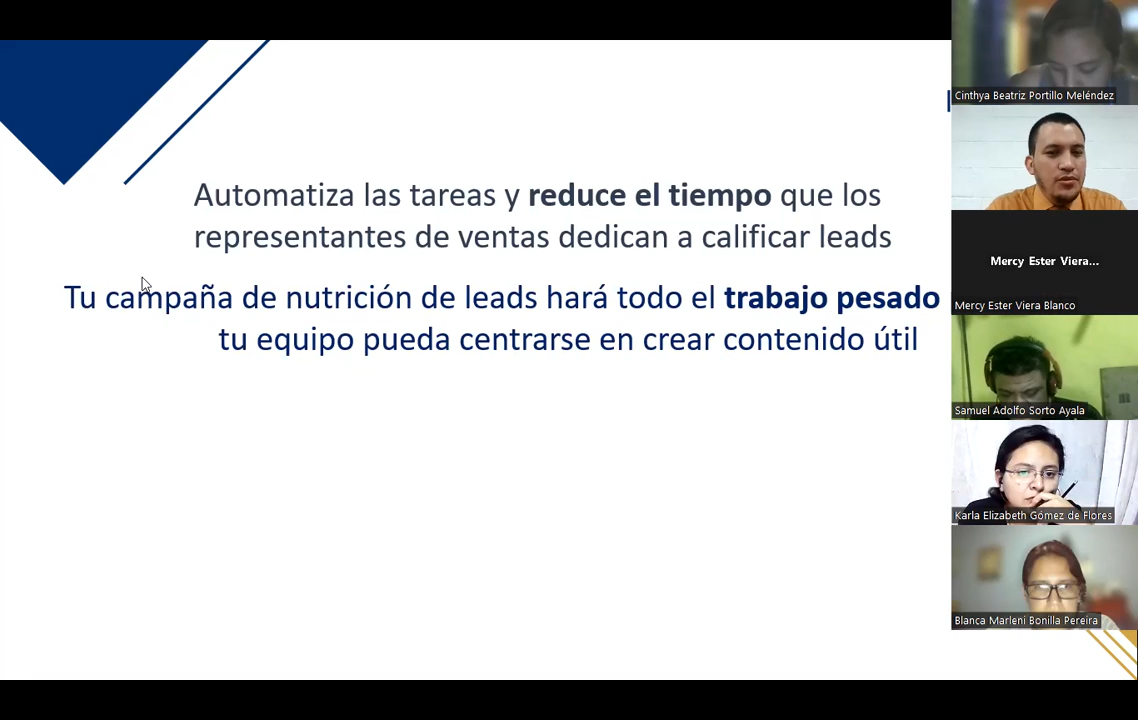 Automatiza las tareas y reduce el tiempo que los
representantes de ventas dedican a calificar leads
Tu campaña de nutrición de leads hará todo el trabajo pesado
tu equipo pueda centrarse en crear contenido útil
Cinthya Beatriz Portillo Meléndez
Mercy Ester Viera...
Mercy Ester Viera Blanco
Samuel Adolfo Sorto Ayala
Karla Elizabeth Gómez de Flores
Blanca Marleni Bonilla Pereira